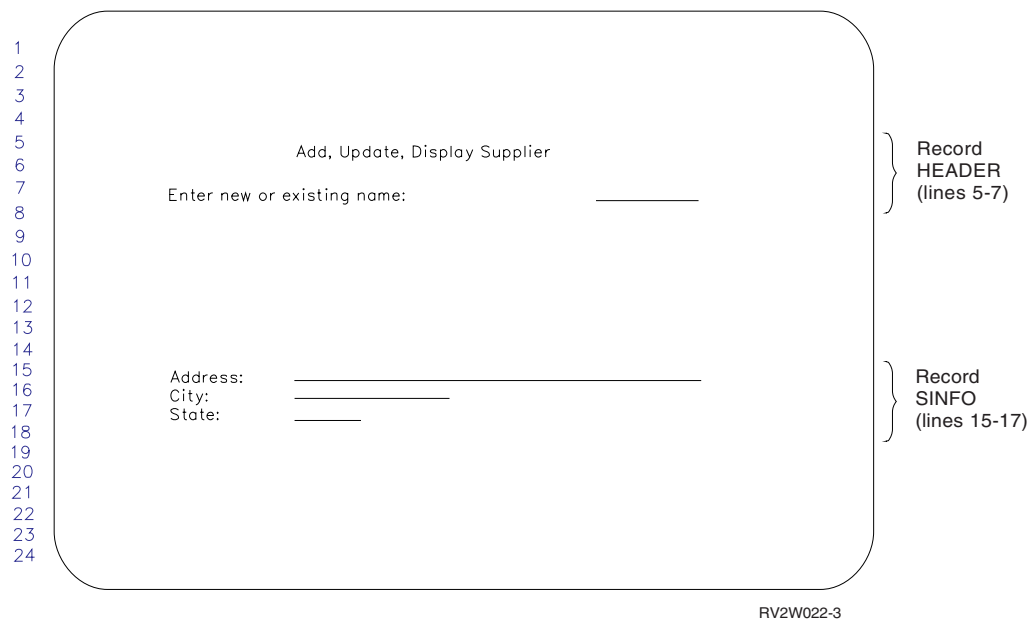 1
2
3
4
5
Add, Update, Display Supplier
6
7
Enter new or existing name:
8
Record
HEADER
(lines 5-7)
9
10
11
12
13
14
15
Address:
16
City:
17
State:
18
Record
SINFO
(lines 15-17)
19
20
21
22
23
24
RV2W022-3